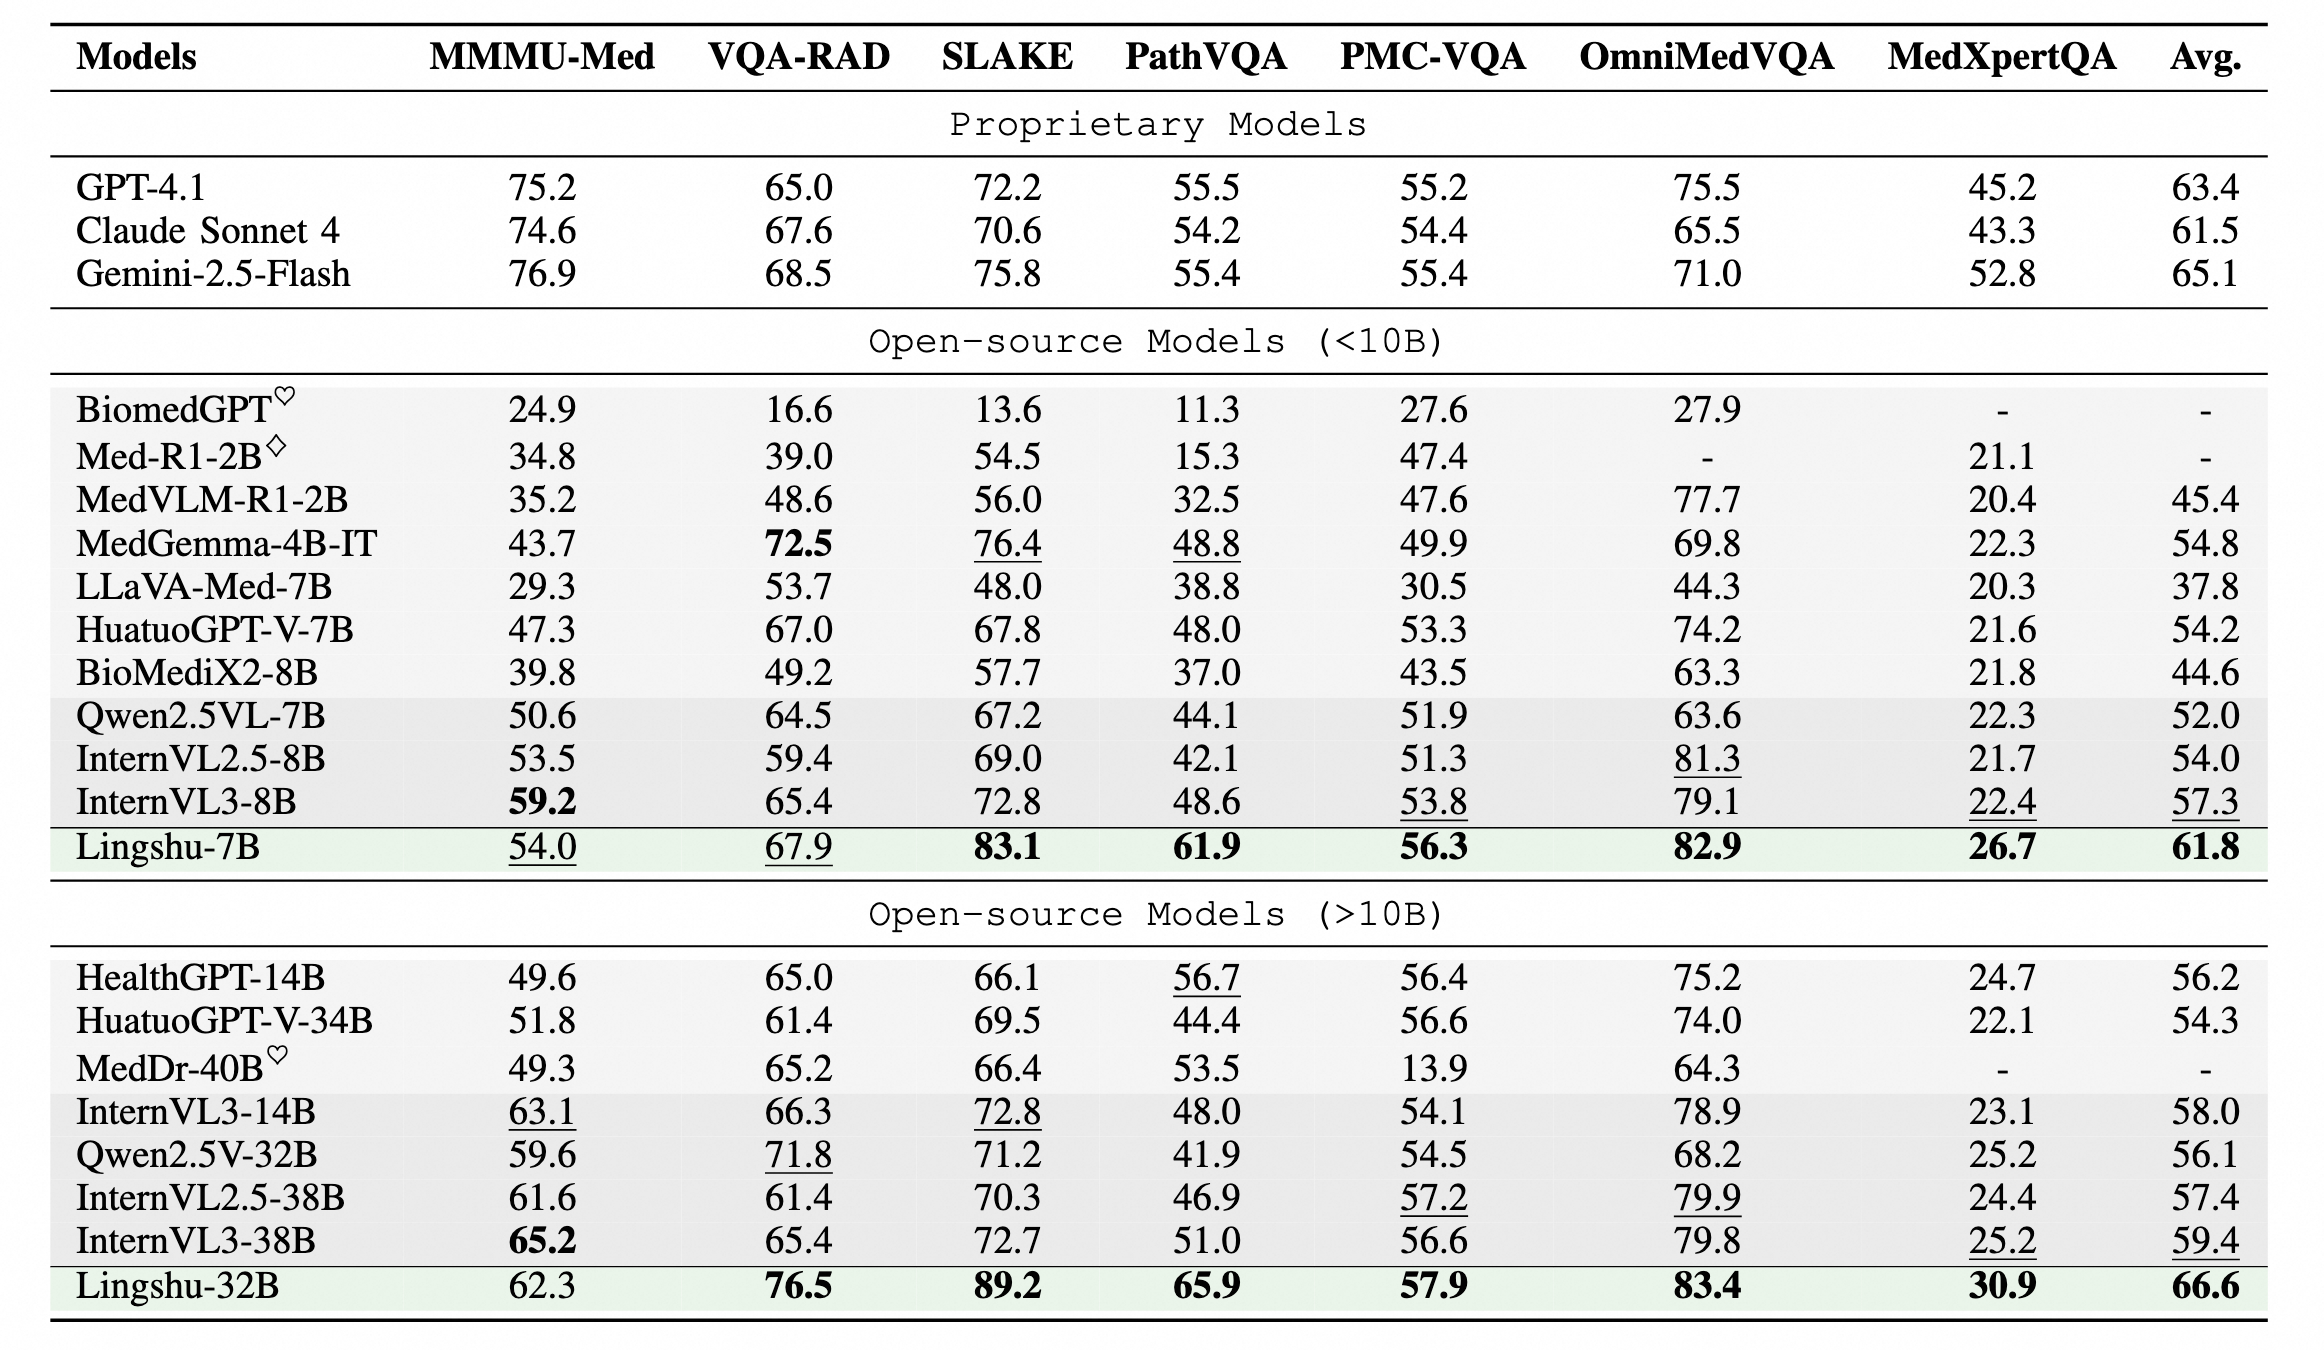 Models MMMU-Med VQA-RAD SLAKE PathVQA PMC-VQA OmniMedVQA MedXpertQA Avg.
Proprietary Models
GPT-4.1 75.2 65.0 72.2 55.5 55.2 75.5 45.2 63.4
Claude Sonnet 4 74.6 67.6 70.6 54.2 54.4 65.5 43.3 61.5
Gemini-2.5-Flash 76.9 68.5 75.8 55.4 55.4 71.0 52.8 65.1
Open-source Models (<10B)
BiomedGPT♡ 24.9 16.6 13.6 11.3 27.6 27.9 - -
Med-R1-2B♢ 34.8 39.0 54.5 15.3 47.4 - 21.1 -
MedVLM-R1-2B 35.2 48.6 56.0 32.5 47.6 77.7 20.4 45.4
MedGemma-4B-IT 43.7 72.5 76.4 48.8 49.9 69.8 22.3 54.8
LLaVA-Med-7B 29.3 53.7 48.0 38.8 30.5 44.3 20.3 37.8
HuatuoGPT-V-7B 47.3 67.0 67.8 48.0 53.3 74.2 21.6 54.2
BioMediX2-8B 39.8 49.2 57.7 37.0 43.5 63.3 21.8 44.6
Qwen2.5VL-7B 50.6 64.5 67.2 44.1 51.9 63.6 22.3 52.0
InternVL2.5-8B 53.5 59.4 69.0 42.1 51.3 81.3 21.7 54.0
InternVL3-8B 59.2 65.4 72.8 48.6 53.8 79.1 22.4 57.3
Lingshu-7B 54.0 67.9 83.1 61.9 56.3 82.9 26.7 61.8
Open-source Models (>10B)
HealthGPT-14B 49.6 65.0 66.1 56.7 56.4 75.2 24.7 56.2
HuatuoGPT-V-34B 51.8 61.4 69.5 44.4 56.6 74.0 22.1 54.3
MedDr-40B♡ 49.3 65.2 66.4 53.5 13.9 64.3 - -
InternVL3-14B 63.1 66.3 72.8 48.0 54.1 78.9 23.1 58.0
Qwen2.5V-32B 59.6 71.8 71.2 41.9 54.5 68.2 25.2 56.1
InternVL2.5-38B 61.6 61.4 70.3 46.9 57.2 79.9 24.4 57.4
InternVL3-38B 65.2 65.4 72.7 51.0 56.6 79.8 25.2 59.4
Lingshu-32B 62.3 76.5 89.2 65.9 57.9 83.4 30.9 66.6